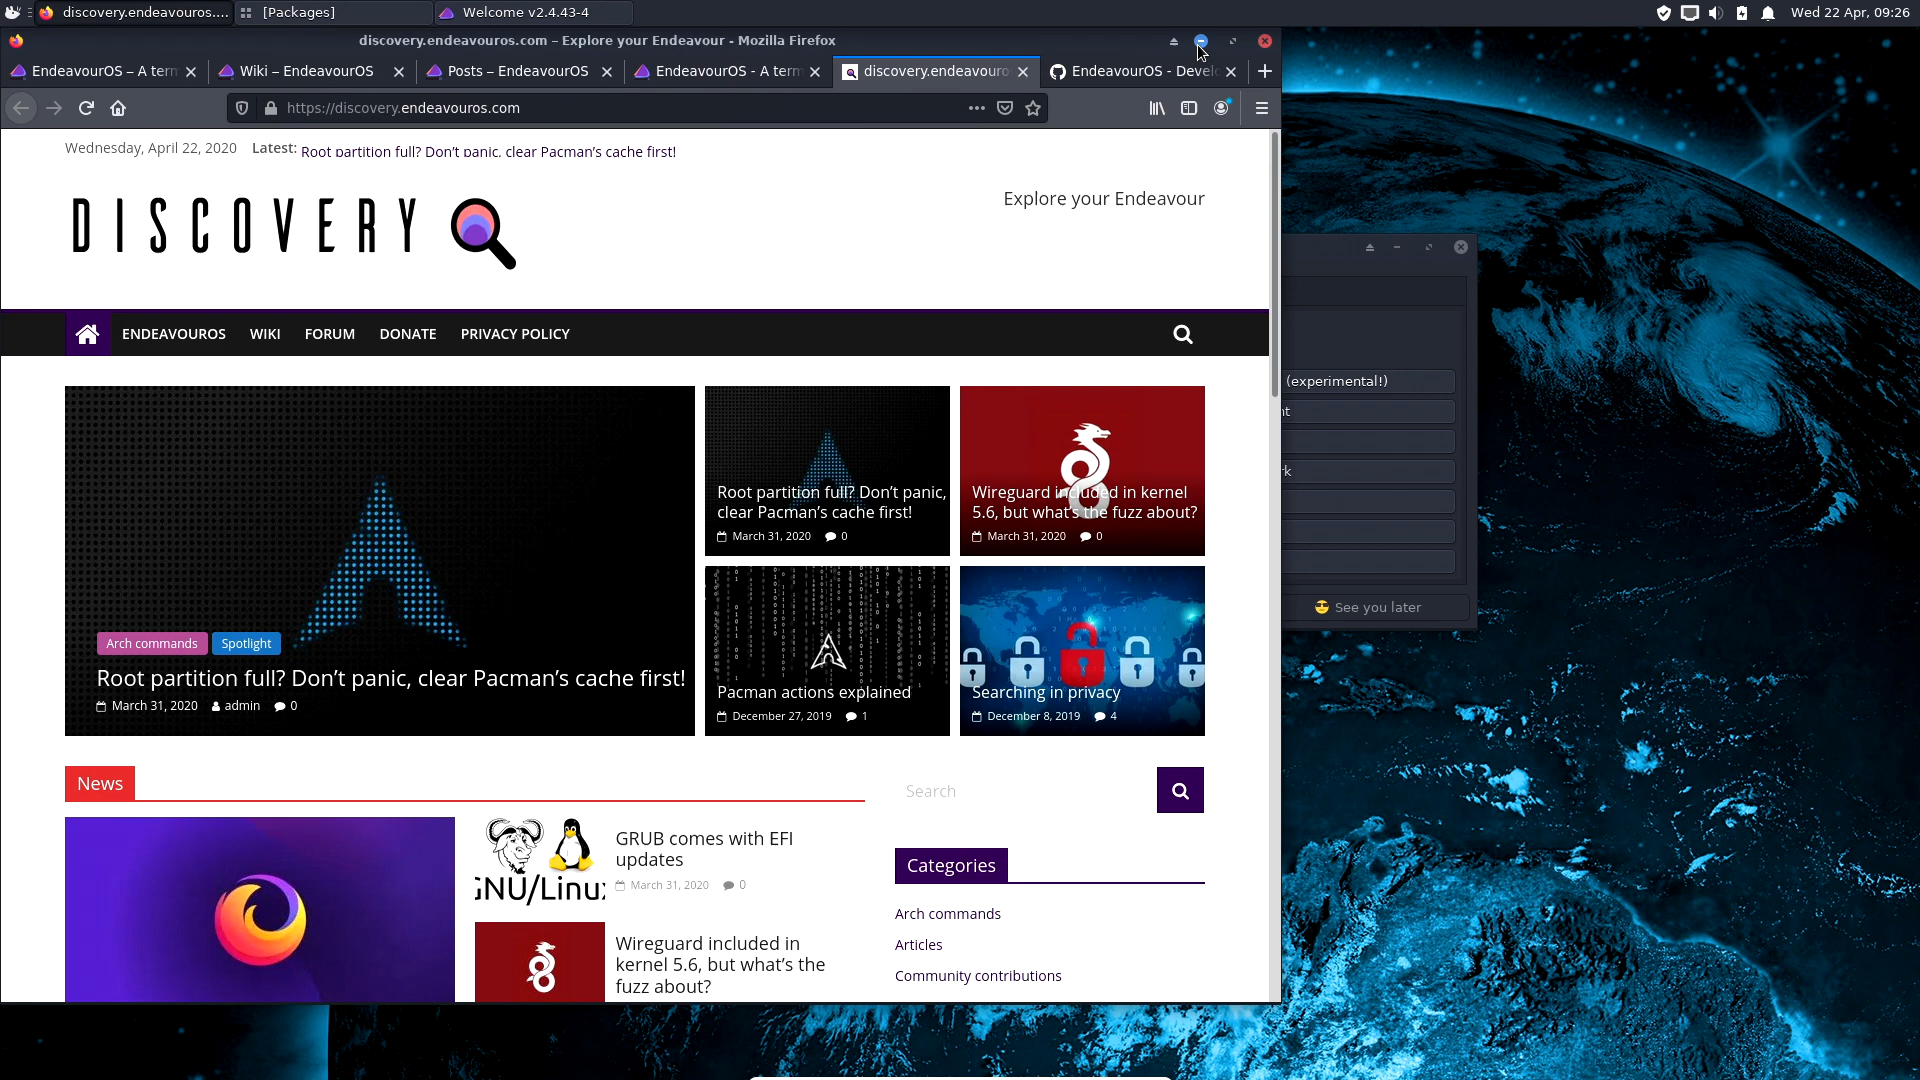 discovery.endeavouros.... [Packages] Welcome v2.4.43-4 Wed 22 Apr, 09:26
discovery.endeavouros.com – Explore your Endeavour - Mozilla Firefox
EndeavourOS – A term Wiki – EndeavourOS Posts – EndeavourOS EndeavourOS - A term discovery.endeavouro EndeavourOS - Develo
https://discovery.endeavouros.com
Wednesday, April 22, 2020 Latest: Root partition full? Don’t panic, clear Pacman’s cache first!
DISCOVERY
Explore your Endeavour
ENDEAVOUROS WIKI FORUM DONATE PRIVACY POLICY
Arch commands Spotlight
Root partition full? Don’t panic, clear Pacman’s cache first!
March 31, 2020 admin 0
Root partition full? Don’t panic,
clear Pacman’s cache first!
March 31, 2020 0
Wireguard included in kernel
5.6, but what’s the fuzz about?
March 31, 2020 0
Pacman actions explained
December 27, 2019 1
Searching in privacy
December 8, 2019 4
(experimental!)
nt
rk
See you later
News
GNU/Linux
GRUB comes with EFI
updates
March 31, 2020 0
Wireguard included in
kernel 5.6, but what’s the
fuzz about?
Search
Categories
Arch commands
Articles
Community contributions